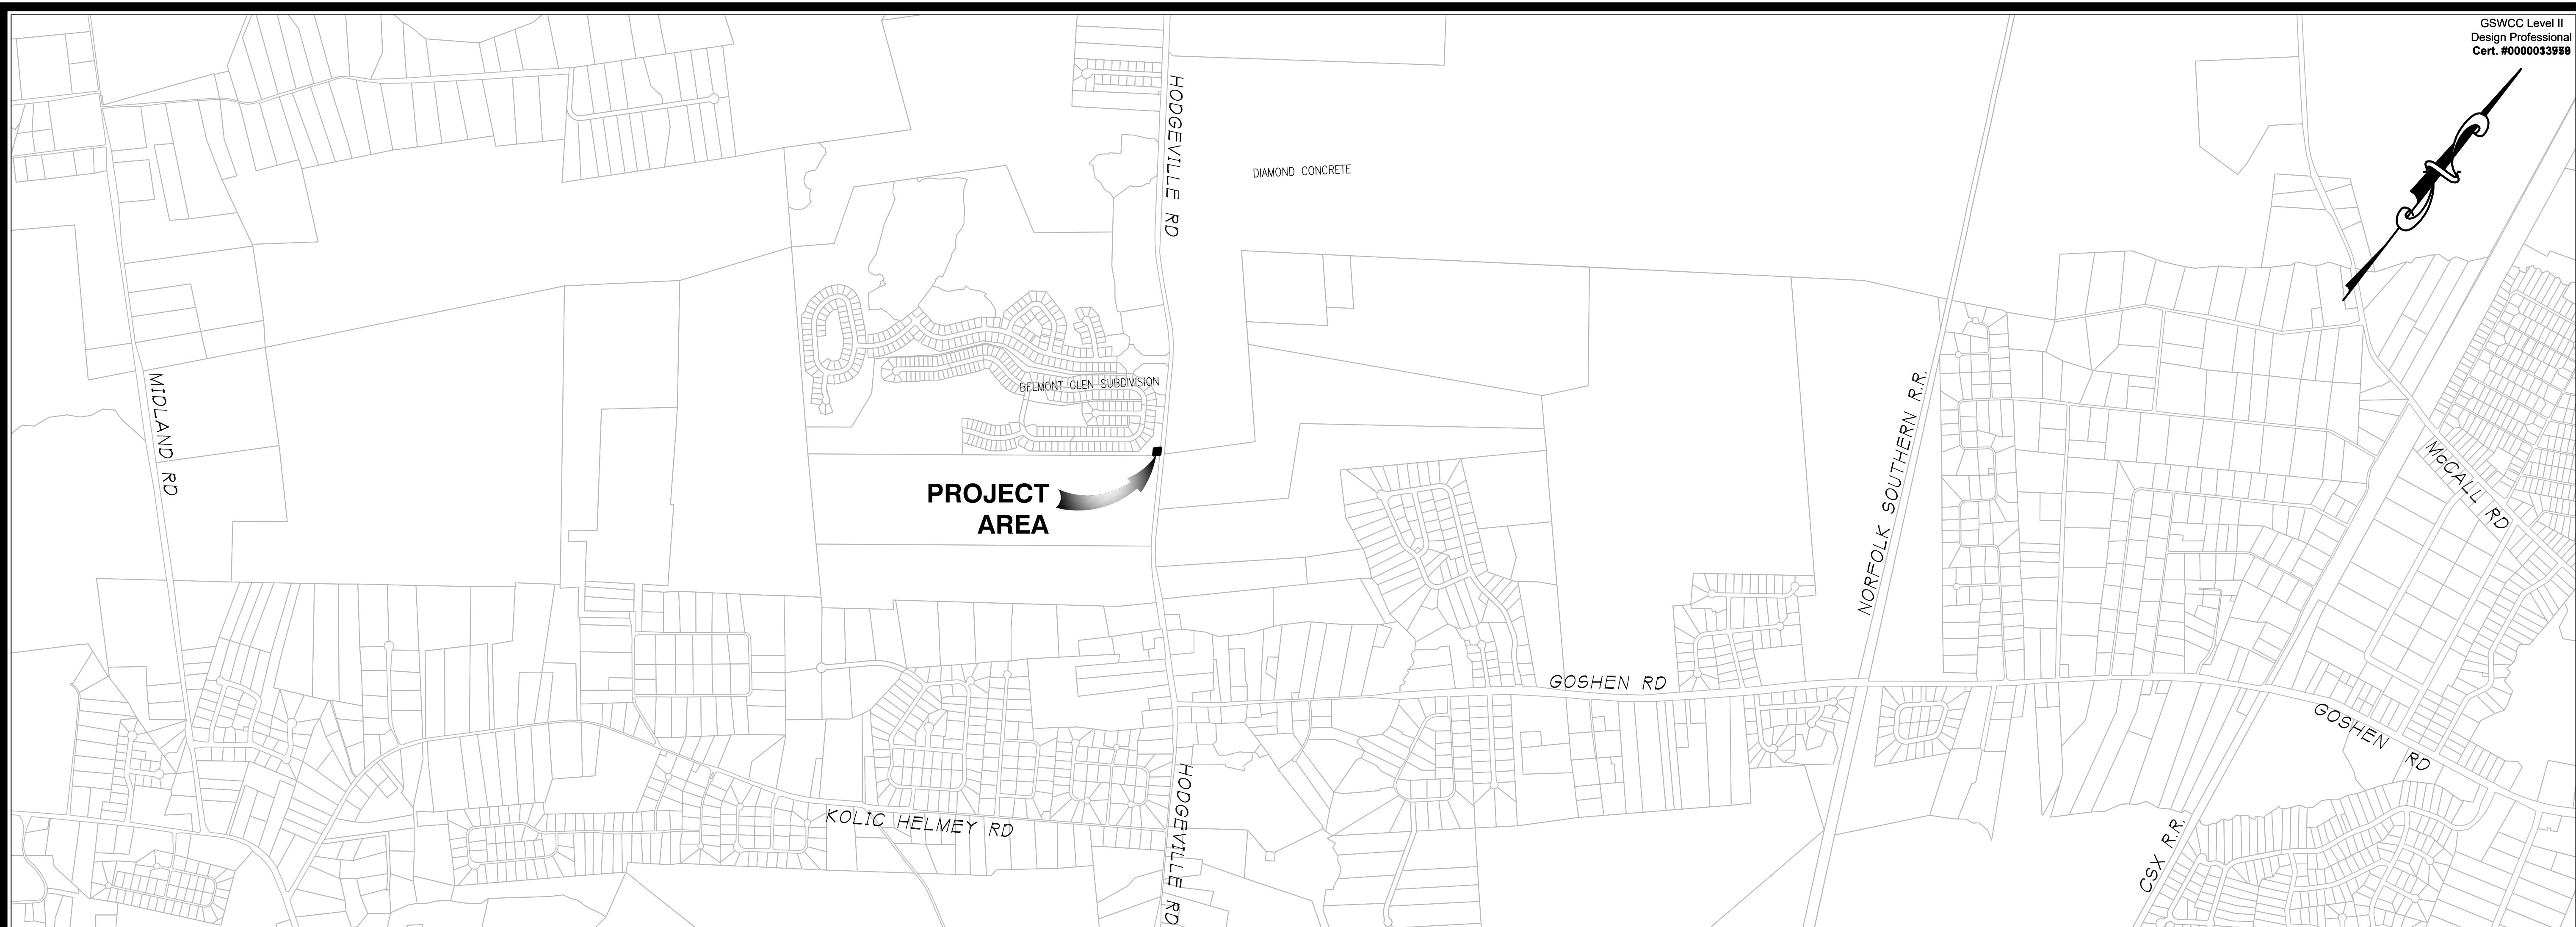 GSWCC Level II
Design Professional
Cert.
HODGEVILLE RD
DIAMOND CONCRETE
MIDLAND RD
BELMONT GLEN SUBDIVISION
NORFOLK SOUTHERN R.R.
McCALL RD
PROJECT
AREA
GOSHEN RD
GOSHEN RD
KOLIC HELMEY RD
HODGEVILLE RD
CSX R.R.